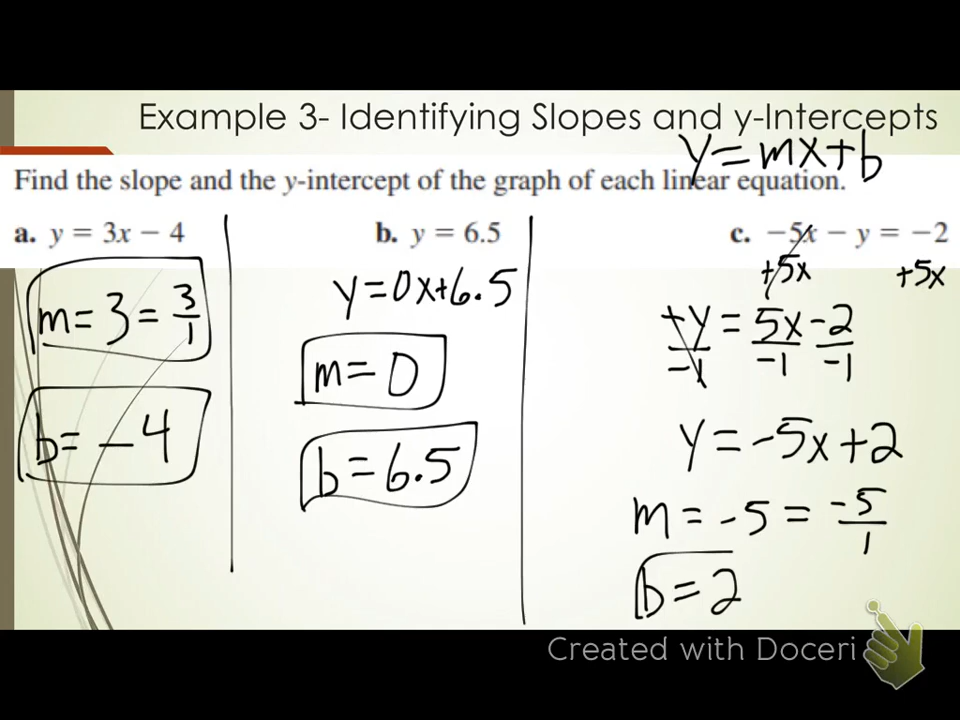 Example 3- Identifying Slopes and y-Intercepts
y=mx+b
Find the slope and the y-intercept of the graph of each linear equation.
a. y = 3x − 4
m= 3 = 3/1
b= −4
b. y = 6.5
y=0x+6.5
m= 0
b=6.5
c. −5x − y = −2
+5x +5x
-y/-1 = 5x/-1 -2/-1
y = -5x+2
m = -5 = -5/1
b=2
Created with Doceri